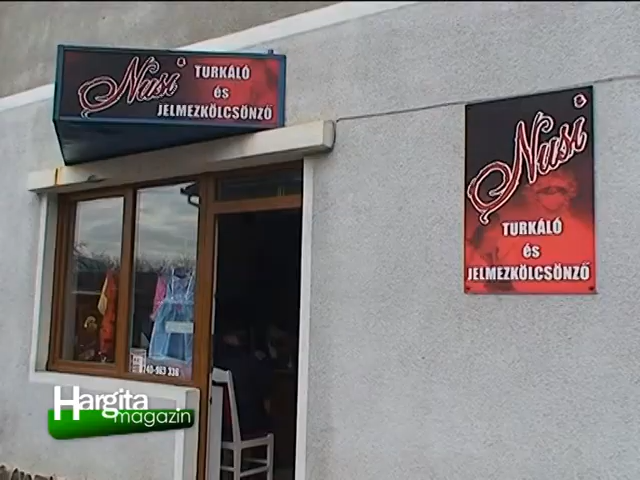 Nusi
TURKÁLÓ
és
JELMEZKÖLCSÖNZŐ
Nusi
TURKÁLÓ
és
JELMEZKÖLCSÖNZŐ
0740-963 336
Hargita
magazin